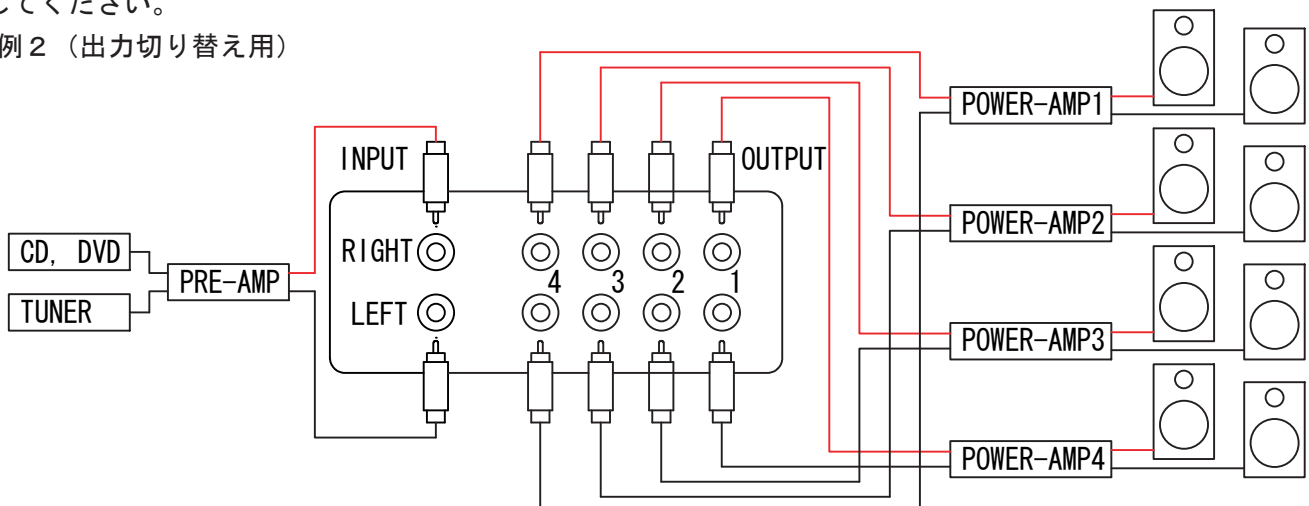 してください。
例２（出力切り替え用）
INPUT
OUTPUT
RIGHT
LEFT
4 3 2 1
CD, DVD
TUNER
PRE-AMP
POWER-AMP1
POWER-AMP2
POWER-AMP3
POWER-AMP4